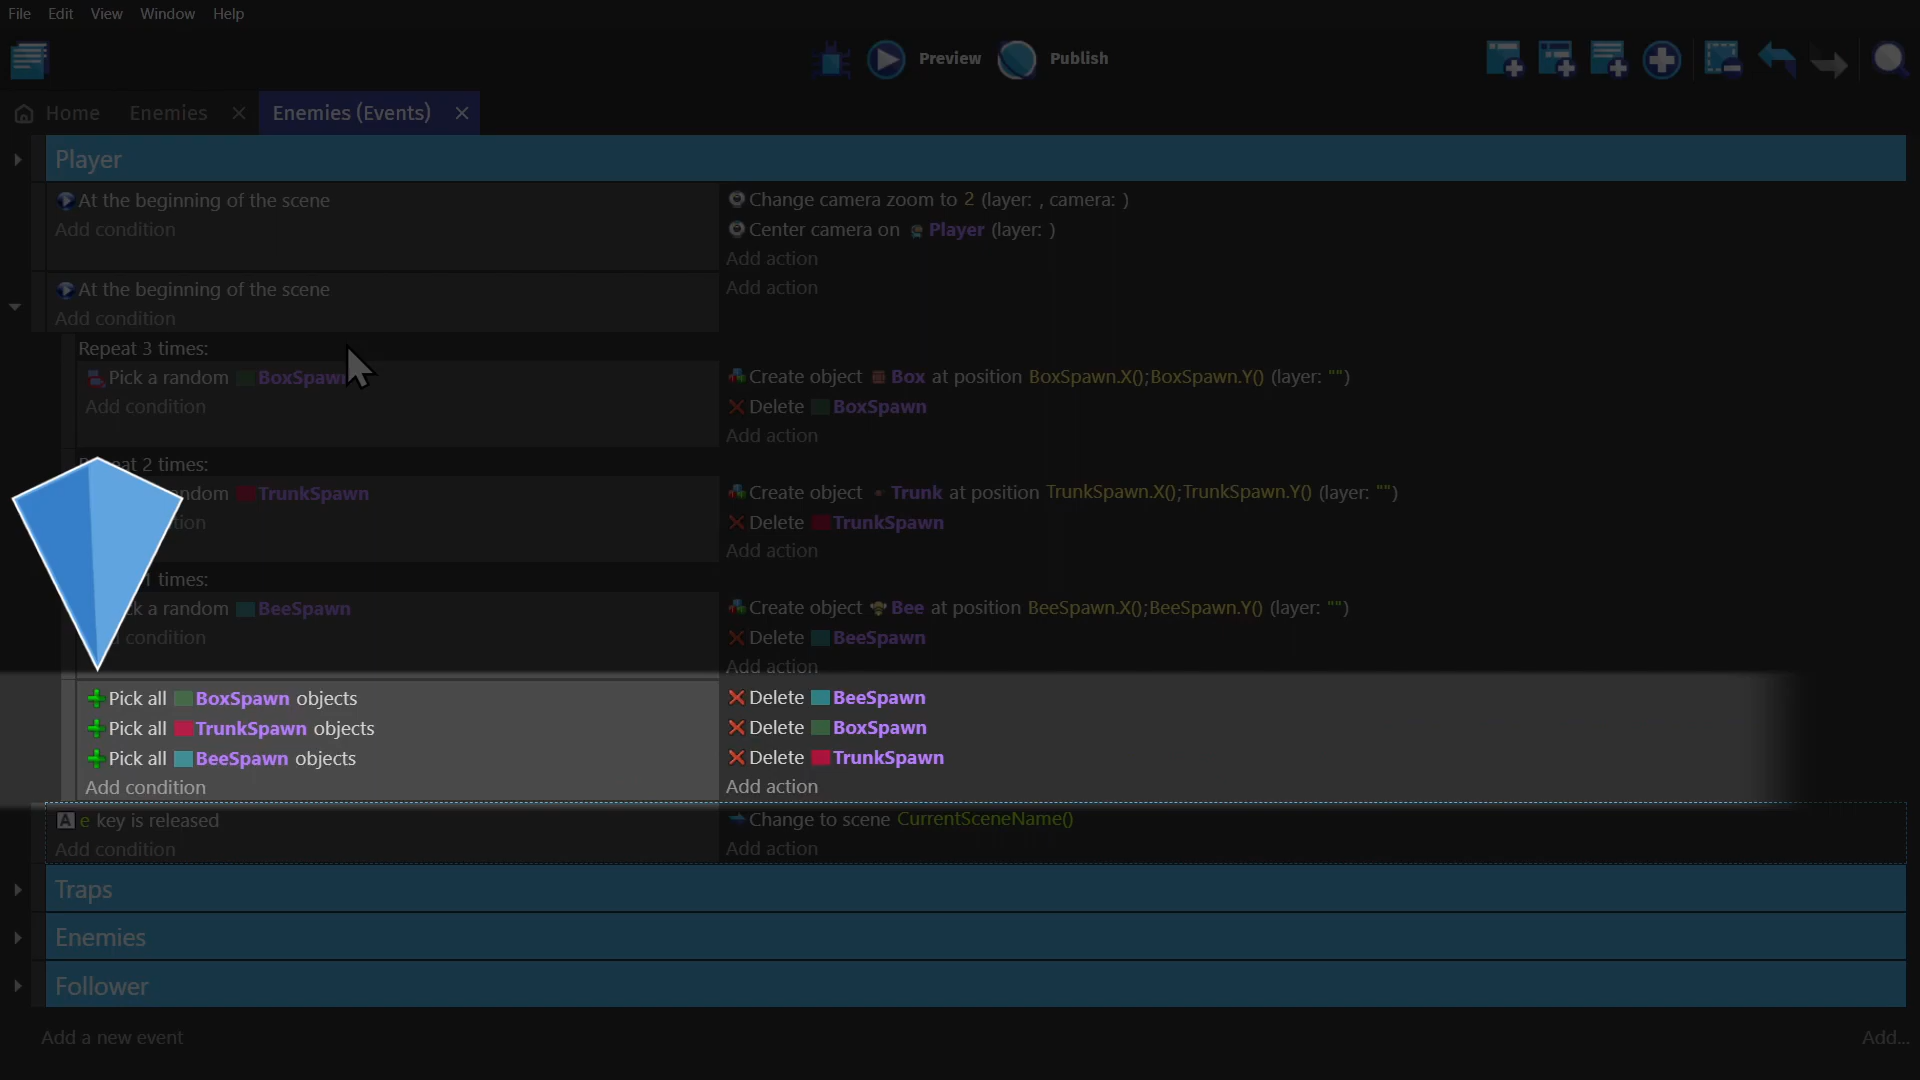 File Edit View Window Help
Preview Publish
Home Enemies Enemies (Events)
Player
At the beginning of the scene
Add condition
Change camera zoom to 2 (layer: , camera: )
Center camera on Player (layer: )
Add action
At the beginning of the scene
Add condition
Add action
Repeat 3 times:
Pick a random BoxSpawn
Add condition
Create object Box at position BoxSpawn.X();BoxSpawn.Y() (layer: "")
Delete BoxSpawn
Add action
2 times:
TrunkSpawn
Create object Trunk at position TrunkSpawn.X();TrunkSpawn.Y() (layer: "")
Delete TrunkSpawn
Add action
1 times:
a random BeeSpawn
condition
Create object Bee at position BeeSpawn.X();BeeSpawn.Y() (layer: "")
Delete BeeSpawn
Add action
Pick all BoxSpawn objects
Pick all TrunkSpawn objects
Pick all BeeSpawn objects
Add condition
Delete BeeSpawn
Delete BoxSpawn
Delete TrunkSpawn
Add action
A e key is released
Add condition
Change to scene CurrentSceneName()
Add action
Traps
Enemies
Follower
Add a new event
Add...